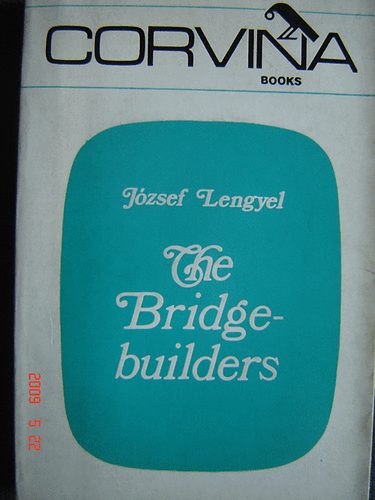 CORVINA
BOOKS
József Lengyel
The
Bridge-
builders
2009 5 22